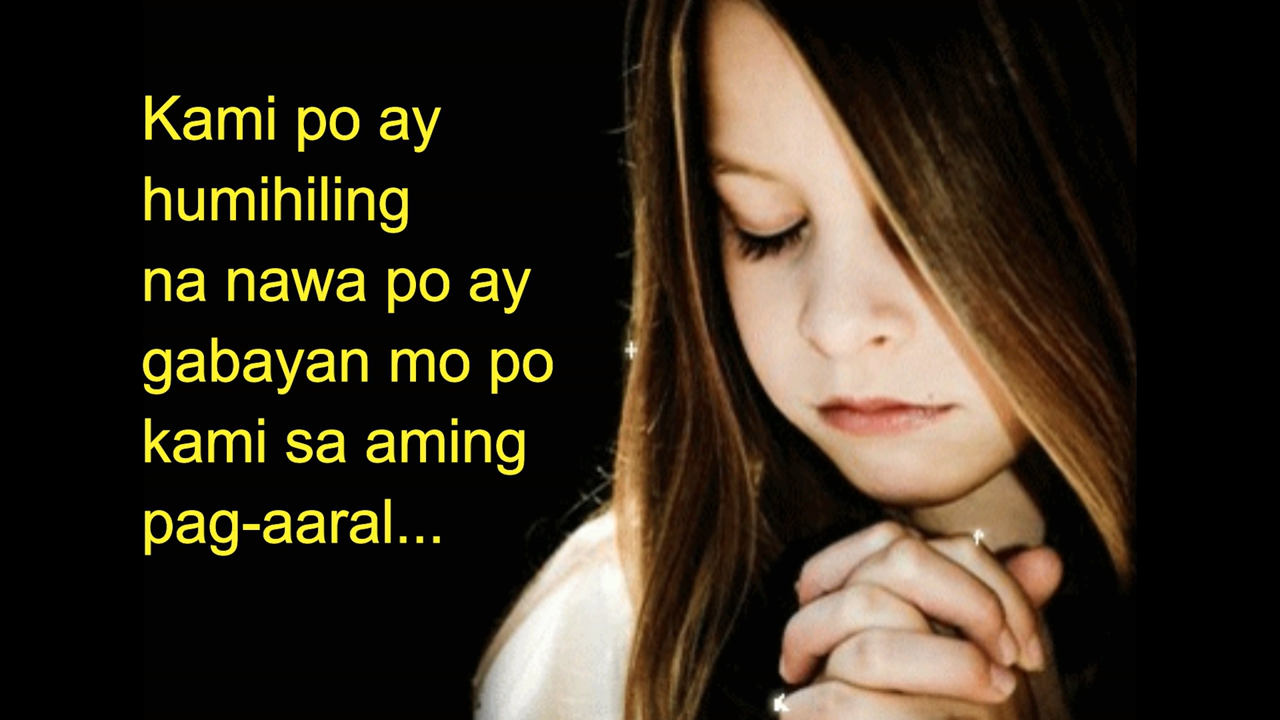 Kami po ay
humihiling
na nawa po ay
gabayan mo po
kami sa aming
pag-aaral...